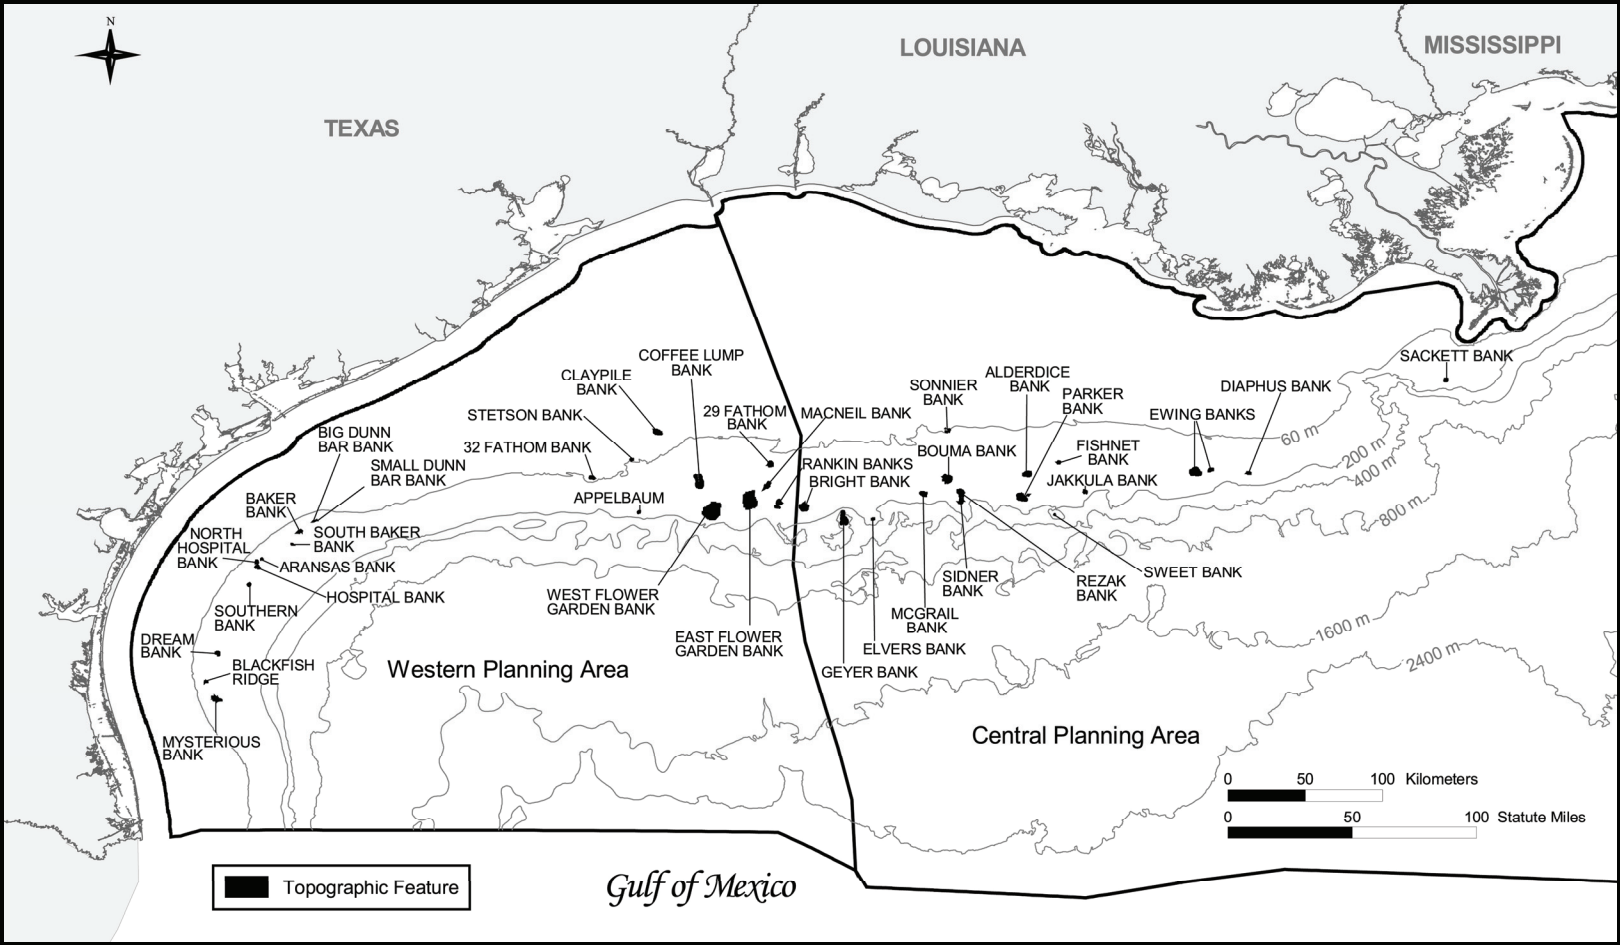 N
LOUISIANA
MISSISSIPPI
TEXAS
COFFEE LUMP
BANK
CLAYPILE
BANK
STETSON BANK
32 FATHOM BANK
29 FATHOM
BANK
MACNEIL BANK
SONNIER
BANK
ALDERDICE
BANK
PARKER
BANK
SACKETT BANK
DIAPHUS BANK
EWING BANKS
60 m
200 m
400 m
800 m
1600 m
2400 m
FISHNET
BANK
BOUMA BANK
RANKIN BANKS
BRIGHT BANK
JAKKULA BANK
BIG DUNN
BAR BANK
SMALL DUNN
BAR BANK
APPELBAUM
BAKER
BANK
SOUTH BAKER
BANK
NORTH
HOSPITAL
BANK
ARANSAS BANK
HOSPITAL BANK
SOUTHERN
BANK
DREAM
BANK
BLACKFISH
RIDGE
MYSTERIOUS
BANK
WEST FLOWER
GARDEN BANK
EAST FLOWER
GARDEN BANK
SIDNER
BANK
REZAK
BANK
SWEET BANK
MCGRAIL
BANK
ELVERS BANK
GEYER BANK
Western Planning Area
Central Planning Area
0 50 100 Kilometers
0 50 100 Statute Miles
Topographic Feature
Gulf of Mexico